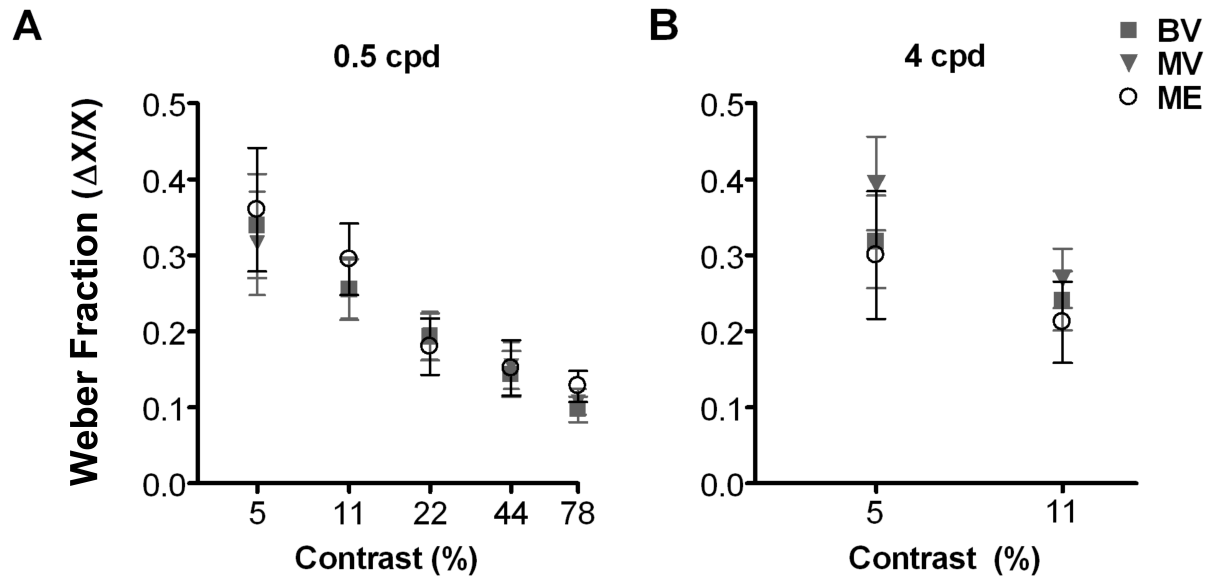 A
0.5 cpd
Weber Fraction (ΔX/X)
0.5
0.4
0.3
0.2
0.1
0.0
5 11 22 44 78
Contrast (%)
B
4 cpd
BV
MV
ME
0.5
0.4
0.3
0.2
0.1
0.0
5 11
Contrast (%)